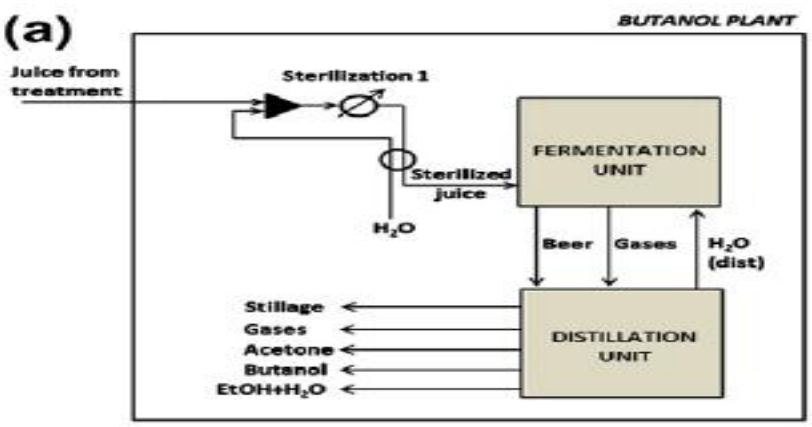 (a)
BUTANOL PLANT
Juice from
treatment
Sterilization 1
FERMENTATION
UNIT
Sterilized
juice
H₂O
Beer
Gases
H₂O
(dist)
Stillage
Gases
Acetone
Butanol
EtOH+H₂O
DISTILLATION
UNIT